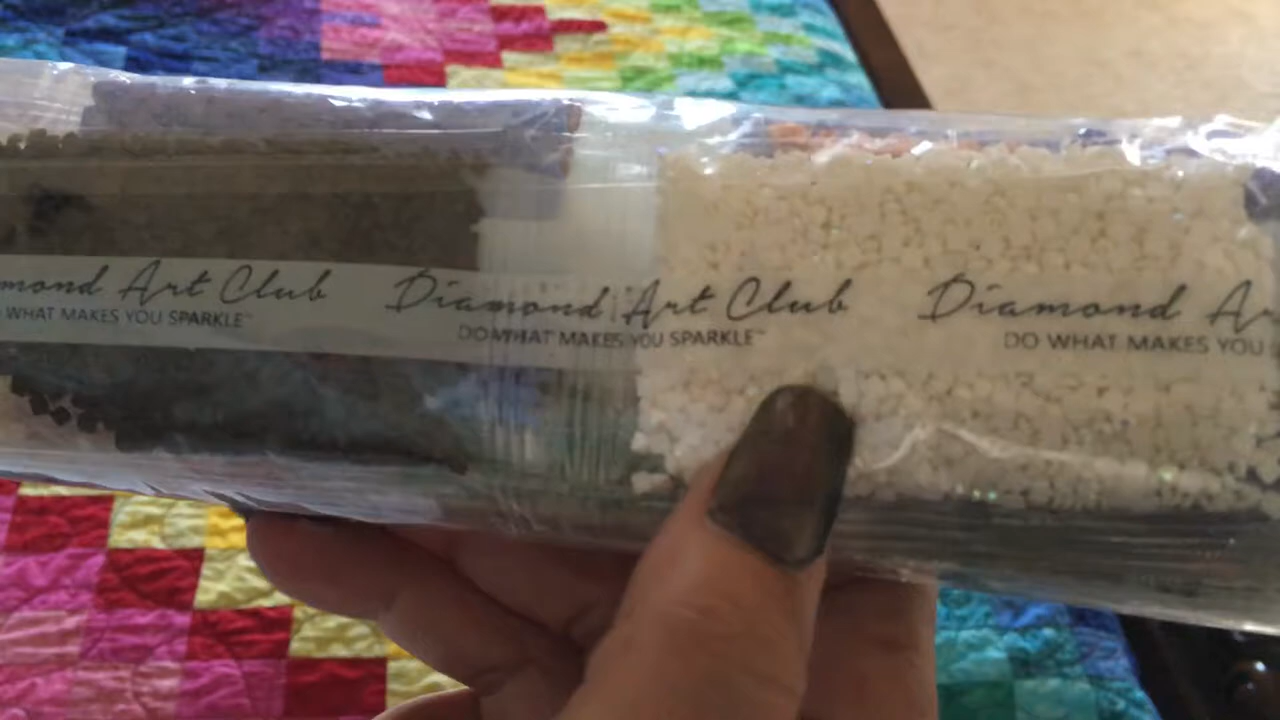 mond Art Club Diamond Art Club Diamond A
WHAT MAKES YOU SPARKLE™ DO WHAT MAKES YOU SPARKLE™ DO WHAT MAKES YOU